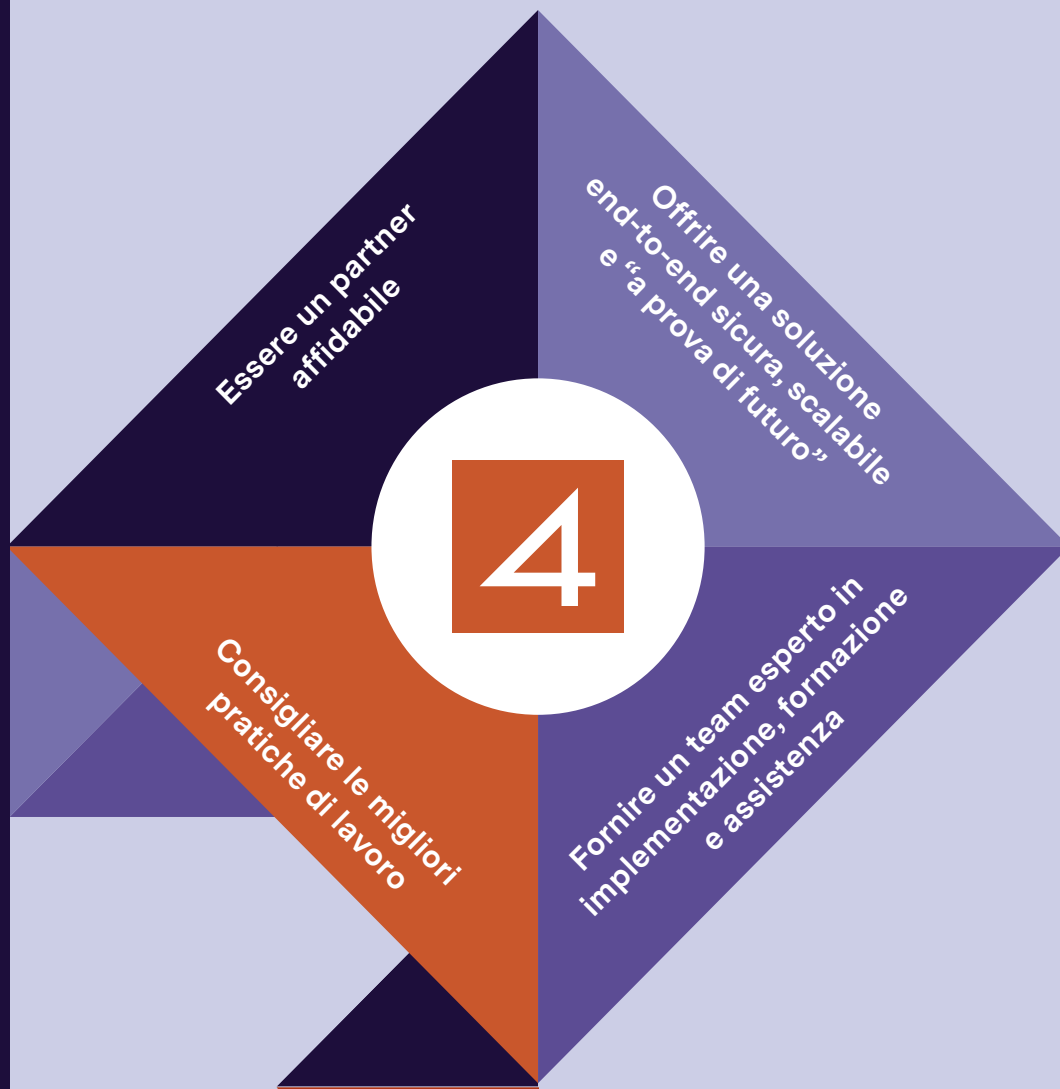 Essere un partner
affidabile
Offrire una soluzione
end-to-end sicura, scalabile
e “a prova di futuro”
4
Consigliare le migliori
pratiche di lavoro
Fornire un team esperto in
implementazione, formazione
e assistenza